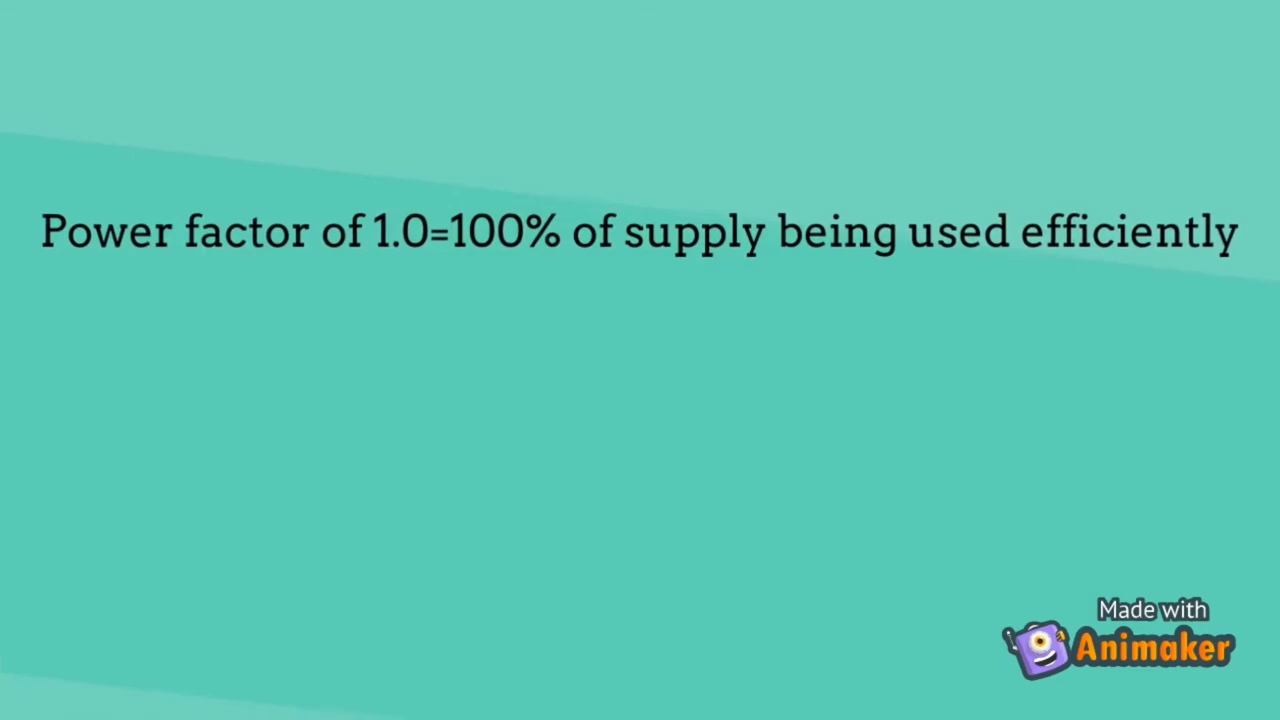 Power factor of 1.0=100% of supply being used efficiently
Made with
Animaker